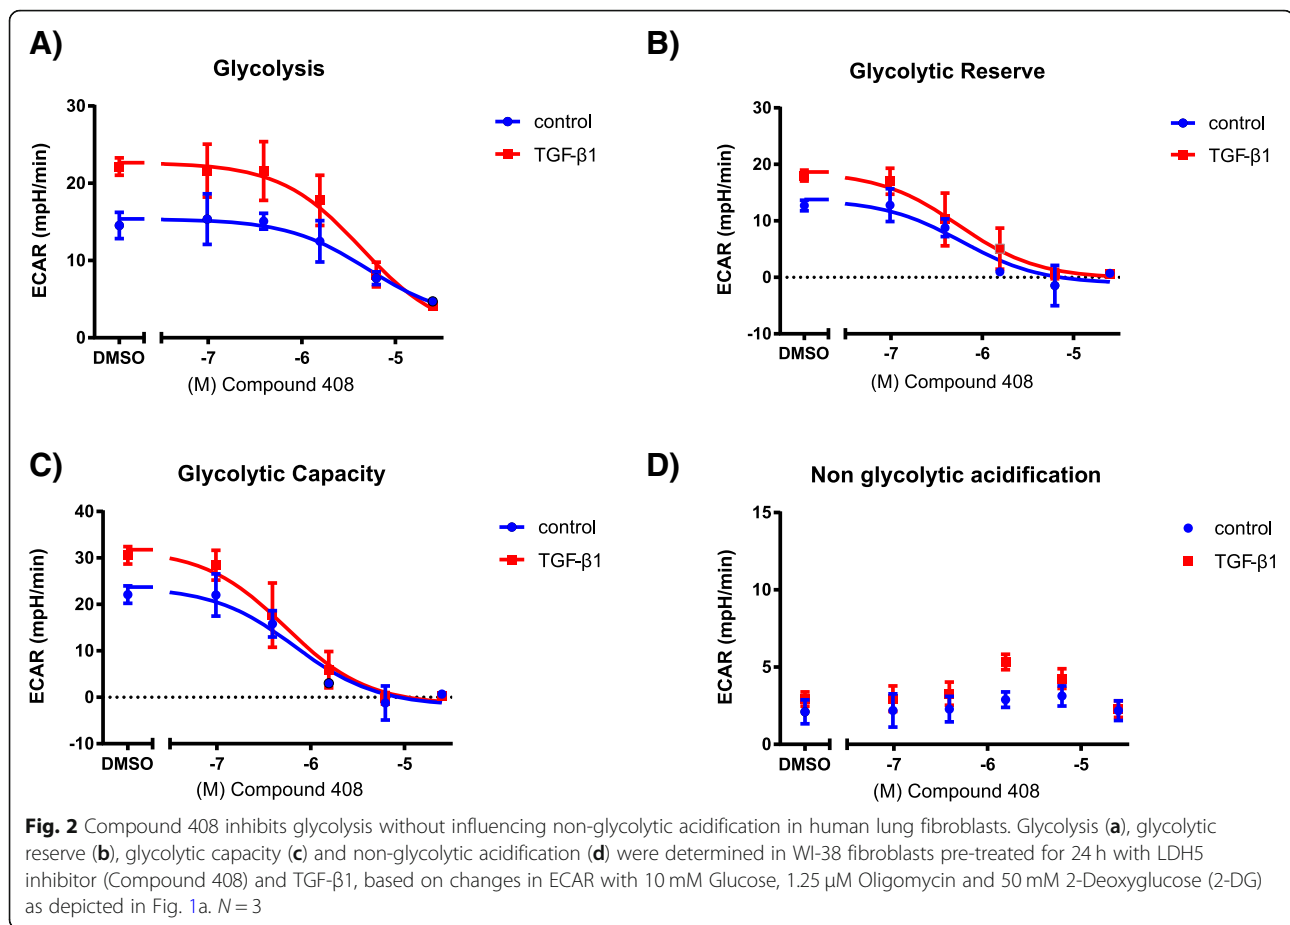 A)
Glycolysis
30
20
10
0
ECAR (mpH/min)
DMSO -7 -6 -5
(M) Compound 408
control
TGF-β1
B)
Glycolytic Reserve
30
20
10
0
-10
ECAR (mpH/min)
DMSO -7 -6 -5
(M) Compound 408
control
TGF-β1
C)
Glycolytic Capacity
40
30
20
10
0
-10
ECAR (mpH/min)
DMSO -7 -6 -5
(M) Compound 408
control
TGF-β1
D)
Non glycolytic acidification
15
10
5
0
ECAR (mpH/min)
DMSO -7 -6 -5
(M) Compound 408
control
TGF-β1
Fig. 2 Compound 408 inhibits glycolysis without influencing non-glycolytic acidification in human lung fibroblasts. Glycolysis (a), glycolytic
reserve (b), glycolytic capacity (c) and non-glycolytic acidification (d) were determined in WI-38 fibroblasts pre-treated for 24 h with LDH5
inhibitor (Compound 408) and TGF-β1, based on changes in ECAR with 10 mM Glucose, 1.25 μM Oligomycin and 50 mM 2-Deoxyglucose (2-DG)
as depicted in Fig. 1a. N = 3